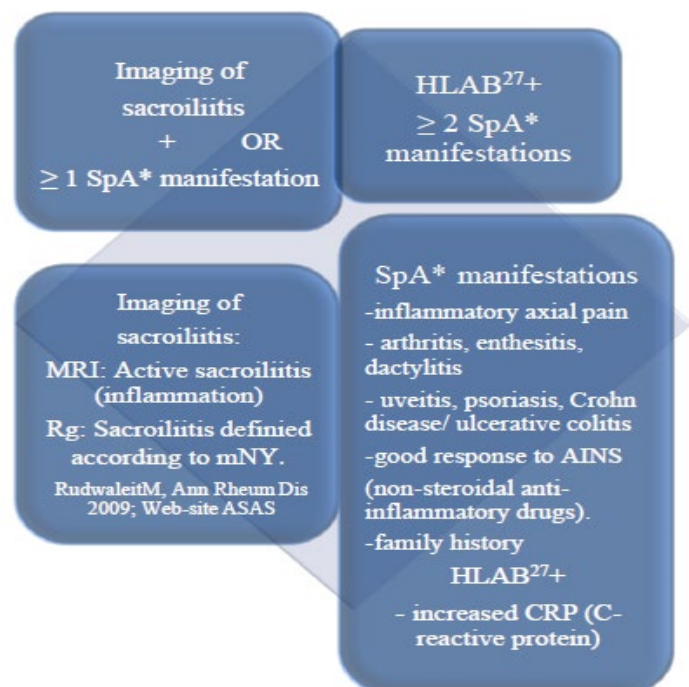 Imaging of
sacroiliitis
+ OR
≥ 1 SpA* manifestation
HLAB²⁷+
≥ 2 SpA*
manifestations
Imaging of
sacroiliitis:
MRI: Active sacroiliitis
(inflammation)
Rg: Sacroiliitis definied
according to mNY.
RudwaleitM, Ann Rheum Dis
2009; Web-site ASAS
SpA* manifestations
-inflammatory axial pain
- arthritis, enthesitis,
dactylitis
- uveitis, psoriasis, Crohn
disease/ ulcerative colitis
-good response to AINS
(non-steroidal anti-
inflammatory drugs).
-family history
HLAB²⁷+
- increased CRP (C-
reactive protein)